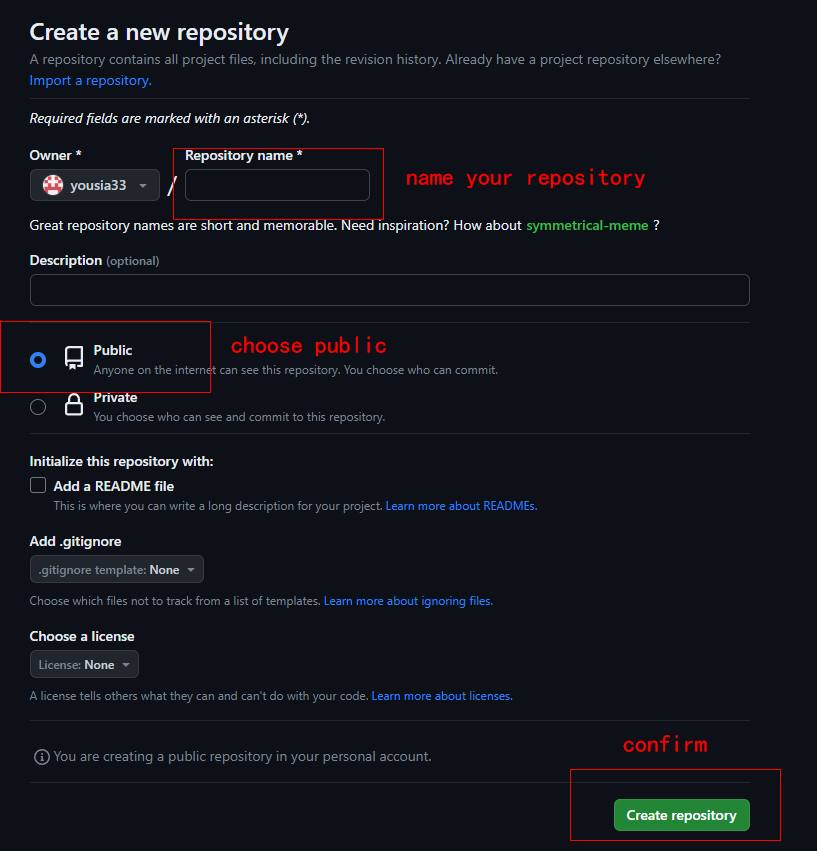 Create a new repository
A repository contains all project files, including the revision history. Already have a project repository elsewhere?
Import a repository.
Required fields are marked with an asterisk (*).
Owner *
Repository name *
yousia33
/
name your repository
Great repository names are short and memorable. Need inspiration? How about symmetrical-meme ?
Description (optional)
choose public
Public
Anyone on the internet can see this repository. You choose who can commit.
Private
You choose who can see and commit to this repository.
Initialize this repository with:
Add a README file
This is where you can write a long description for your project. Learn more about READMEs.
Add .gitignore
.gitignore template: None
Choose which files not to track from a list of templates. Learn more about ignoring files.
Choose a license
License: None
A license tells others what they can and can't do with your code. Learn more about licenses.
confirm
You are creating a public repository in your personal account.
Create repository